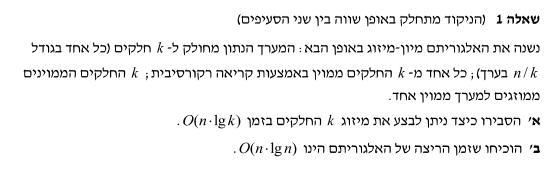 שאלה 1 (הניקוד מתחלק באופן שווה בין שני הסעיפים)
נשנה את האלגוריתם מיון-מיזוג באופן הבא: המערך הנתון מחולק ל- k חלקים (כל אחד בגודל
n/k בערך); כל אחד מ- k החלקים ממוין באמצעות קריאה רקורסיבית; k החלקים הממוינים
ממוזגים למערך ממוין אחד.
א׳ הסבירו כיצד ניתן לבצע את מיזוג k החלקים בזמן O(n·lg k).
ב׳ הוכיחו שזמן הריצה של האלגוריתם הינו O(n·lg n).